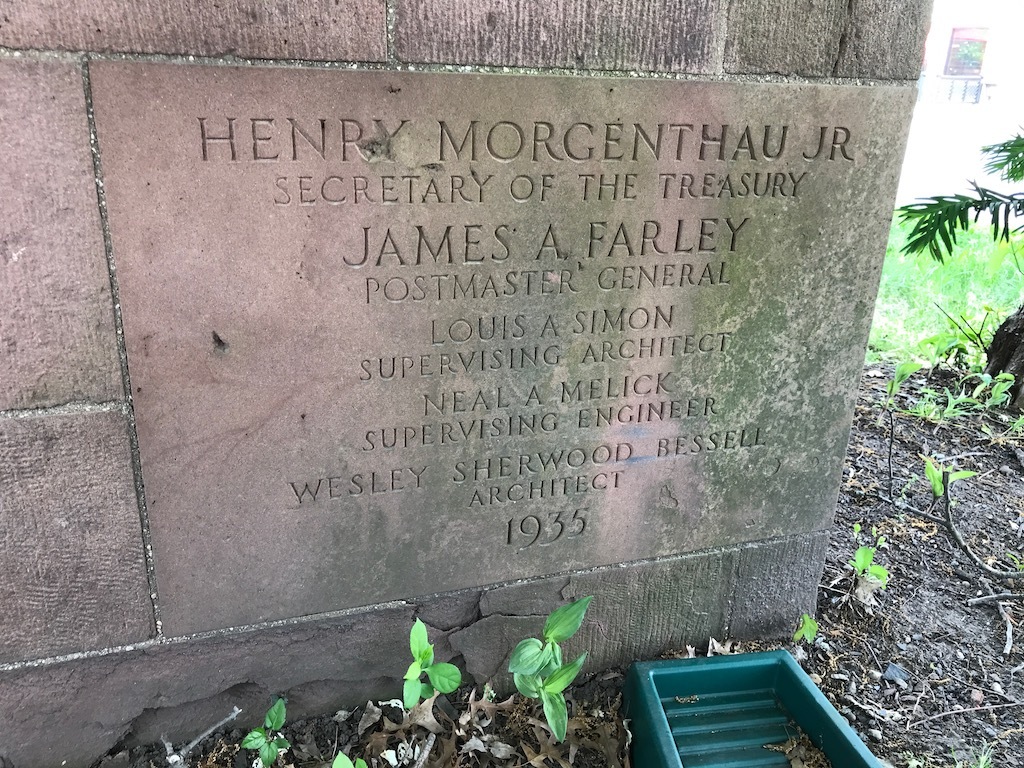 HENRY MORGENTHAU JR
SECRETARY OF THE TREASURY
JAMES A. FARLEY
POSTMASTER GENERAL
LOUIS A SIMON
SUPERVISING ARCHITECT
NEAL A MELICK
SUPERVISING ENGINEER
WESLEY SHERWOOD BESSELL
ARCHITECT
1935